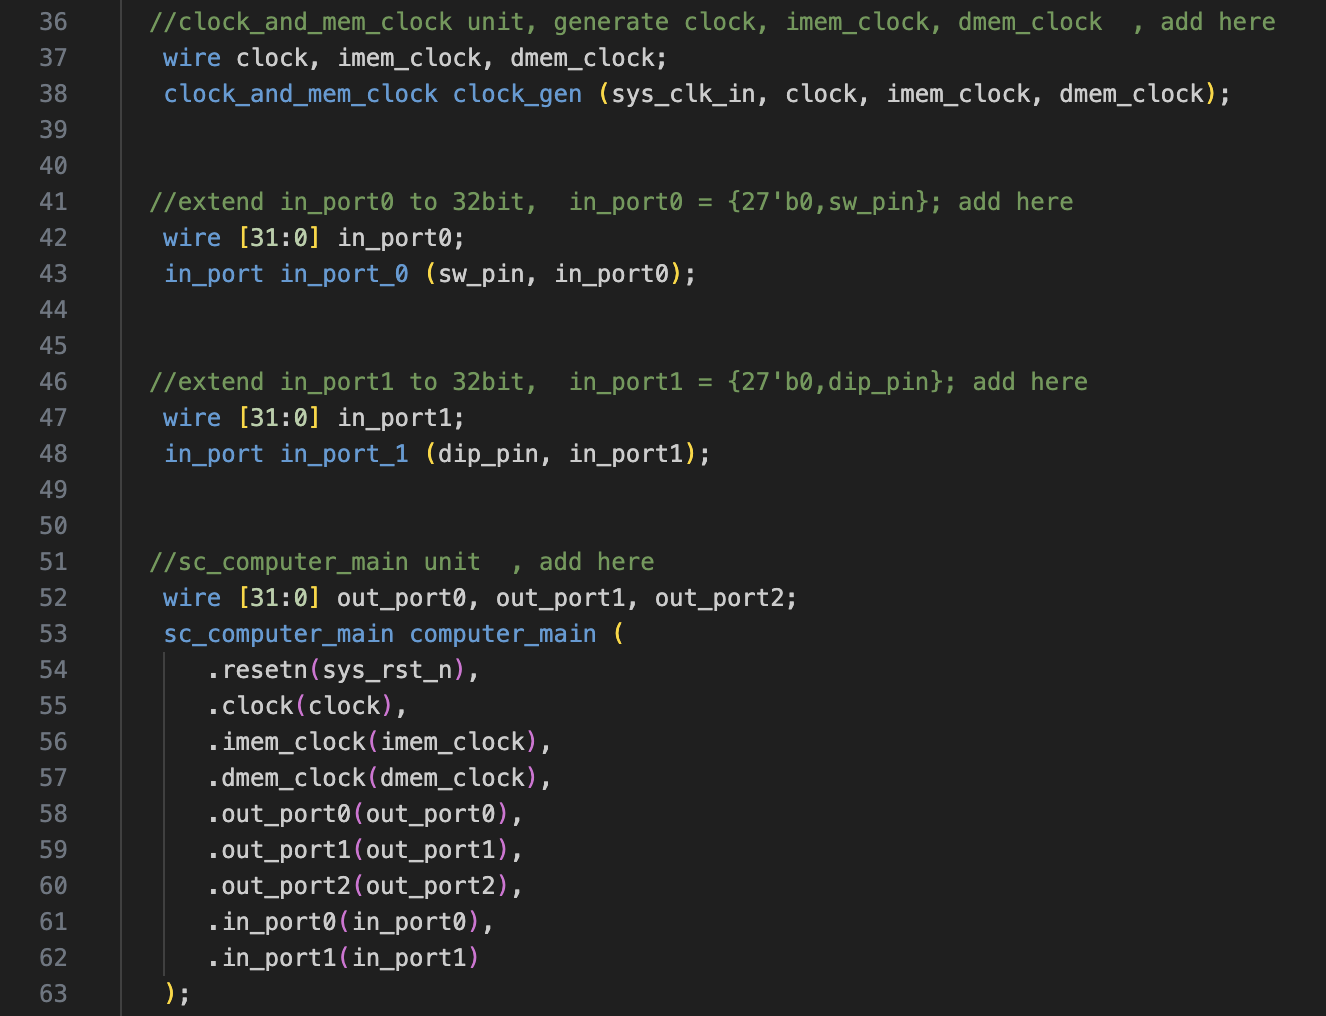 36 //clock_and_mem_clock unit, generate clock, imem_clock, dmem_clock  , add here
37 wire clock, imem_clock, dmem_clock;
38 clock_and_mem_clock clock_gen (sys_clk_in, clock, imem_clock, dmem_clock);
39
40
41 //extend in_port0 to 32bit,  in_port0 = {27'b0,sw_pin}; add here
42 wire [31:0] in_port0;
43 in_port in_port_0 (sw_pin, in_port0);
44
45
46 //extend in_port1 to 32bit,  in_port1 = {27'b0,dip_pin}; add here
47 wire [31:0] in_port1;
48 in_port in_port_1 (dip_pin, in_port1);
49
50
51 //sc_computer_main unit  , add here
52 wire [31:0] out_port0, out_port1, out_port2;
53 sc_computer_main computer_main (
54 .resetn(sys_rst_n),
55 .clock(clock),
56 .imem_clock(imem_clock),
57 .dmem_clock(dmem_clock),
58 .out_port0(out_port0),
59 .out_port1(out_port1),
60 .out_port2(out_port2),
61 .in_port0(in_port0),
62 .in_port1(in_port1)
63 );